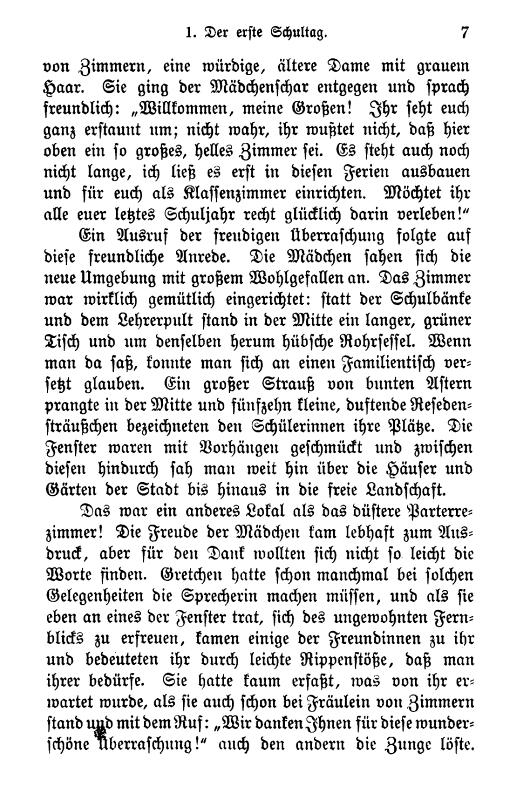 1. Der erste Schultag. 7
von Zimmern, eine würdige, ältere Dame mit grauem
Haar. Sie ging der Mädchenschar entgegen und sprach
freundlich: „Willkommen, meine Großen! Ihr seht euch
ganz erstaunt um; nicht wahr, ihr wußtet nicht, daß hier
oben ein so großes, helles Zimmer sei. Es steht auch noch
nicht lange, ich ließ es erst in diesen Ferien ausbauen
und für euch als Klassenzimmer einrichten. Möchtet ihr
alle euer letztes Schuljahr recht glücklich darin verleben!“
Ein Ausruf der freudigen Überraschung folgte auf
diese freundliche Anrede. Die Mädchen sahen sich die
neue Umgebung mit großem Wohlgefallen an. Das Zimmer
war wirklich gemütlich eingerichtet: statt der Schulbänke
und dem Lehrerpult stand in der Mitte ein langer, grüner
Tisch und um denselben herum hübsche Rohrsessel. Wenn
man da saß, konnte man sich an einen Familientisch ver-
setzt glauben. Ein großer Strauß von bunten Astern
prangte in der Mitte und fünfzehn kleine, duftende Reseden-
sträußchen bezeichneten den Schülerinnen ihre Plätze. Die
Fenster waren mit Vorhängen geschmückt und zwischen
diesen hindurch sah man weit hin über die Häuser und
Gärten der Stadt bis hinaus in die freie Landschaft.
Das war ein anderes Lokal als das düstere Parterre-
zimmer! Die Freude der Mädchen kam lebhaft zum Aus-
druck, aber für den Dank wollten sich nicht so leicht die
Worte finden. Gretchen hatte schon manchmal bei solchen
Gelegenheiten die Sprecherin machen müssen, und als sie
eben an eines der Fenster trat, sich des ungewohnten Fern-
blicks zu erfreuen, kamen einige der Freundinnen zu ihr
und bedeuteten ihr durch leichte Rippenstöße, daß man
ihrer bedürfe. Sie hatte kaum erfaßt, was von ihr er-
wartet wurde, als sie auch schon bei Fräulein von Zimmern
stand und mit dem Ruf: „Wir danken Ihnen für diese wunder-
schöne Überraschung!“ auch den andern die Zunge löste.